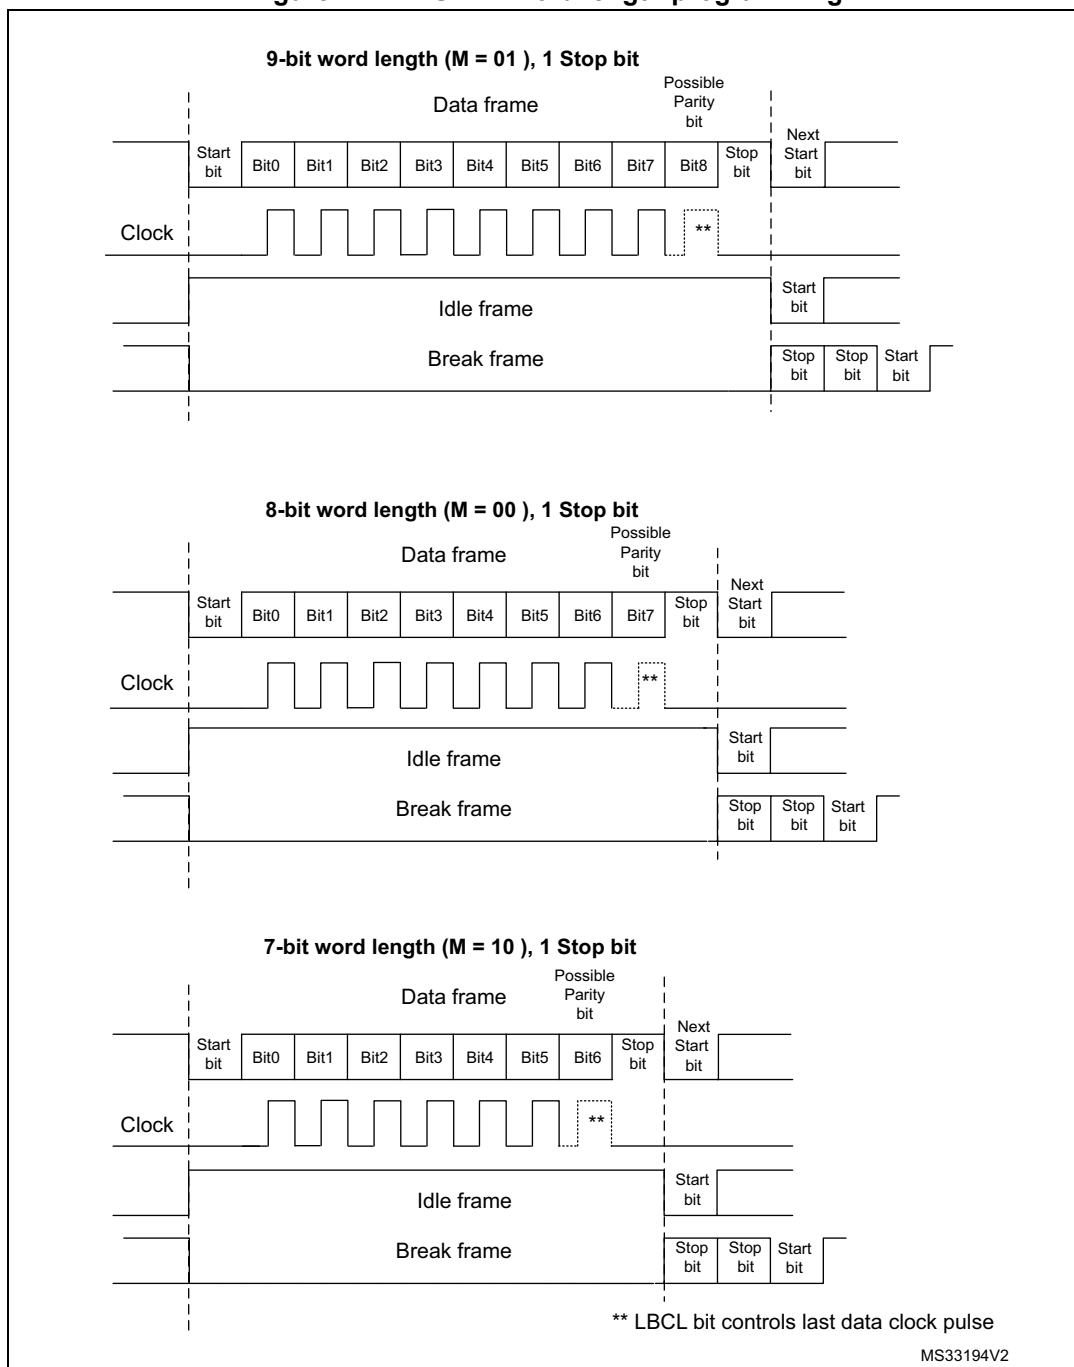 9-bit word length (M = 01 ), 1 Stop bit
Data frame
Possible
Parity
bit
Start
bit
Bit0 Bit1 Bit2 Bit3 Bit4 Bit5 Bit6 Bit7 Bit8
Stop
bit
Next
Start
bit
Clock
**
Idle frame
Start
bit
Break frame
Stop
bit
Stop
bit
Start
bit
8-bit word length (M = 00 ), 1 Stop bit
Data frame
Possible
Parity
bit
Start
bit
Bit0 Bit1 Bit2 Bit3 Bit4 Bit5 Bit6 Bit7
Stop
bit
Next
Start
bit
Clock
**
Idle frame
Start
bit
Break frame
Stop
bit
Stop
bit
Start
bit
7-bit word length (M = 10 ), 1 Stop bit
Data frame
Possible
Parity
bit
Start
bit
Bit0 Bit1 Bit2 Bit3 Bit4 Bit5 Bit6
Stop
bit
Next
Start
bit
Clock
**
Idle frame
Start
bit
Break frame
Stop
bit
Stop
bit
Start
bit
** LBCL bit controls last data clock pulse
MS33194V2